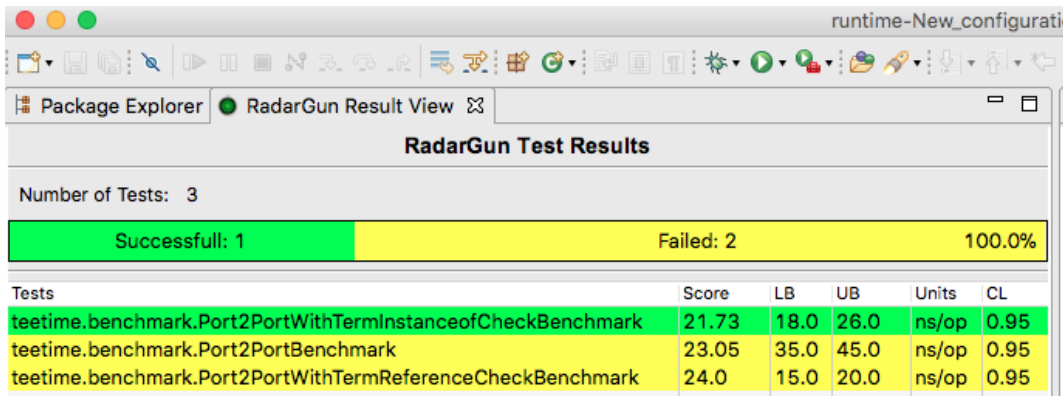 runtime-New_configurati
Package Explorer RadarGun Result View
RadarGun Test Results
Number of Tests: 3
Successfull: 1 Failed: 2 100.0%
Tests Score LB UB Units CL
teetime.benchmark.Port2PortWithTermInstanceofCheckBenchmark 21.73 18.0 26.0 ns/op 0.95
teetime.benchmark.Port2PortBenchmark 23.05 35.0 45.0 ns/op 0.95
teetime.benchmark.Port2PortWithTermReferenceCheckBenchmark 24.0 15.0 20.0 ns/op 0.95